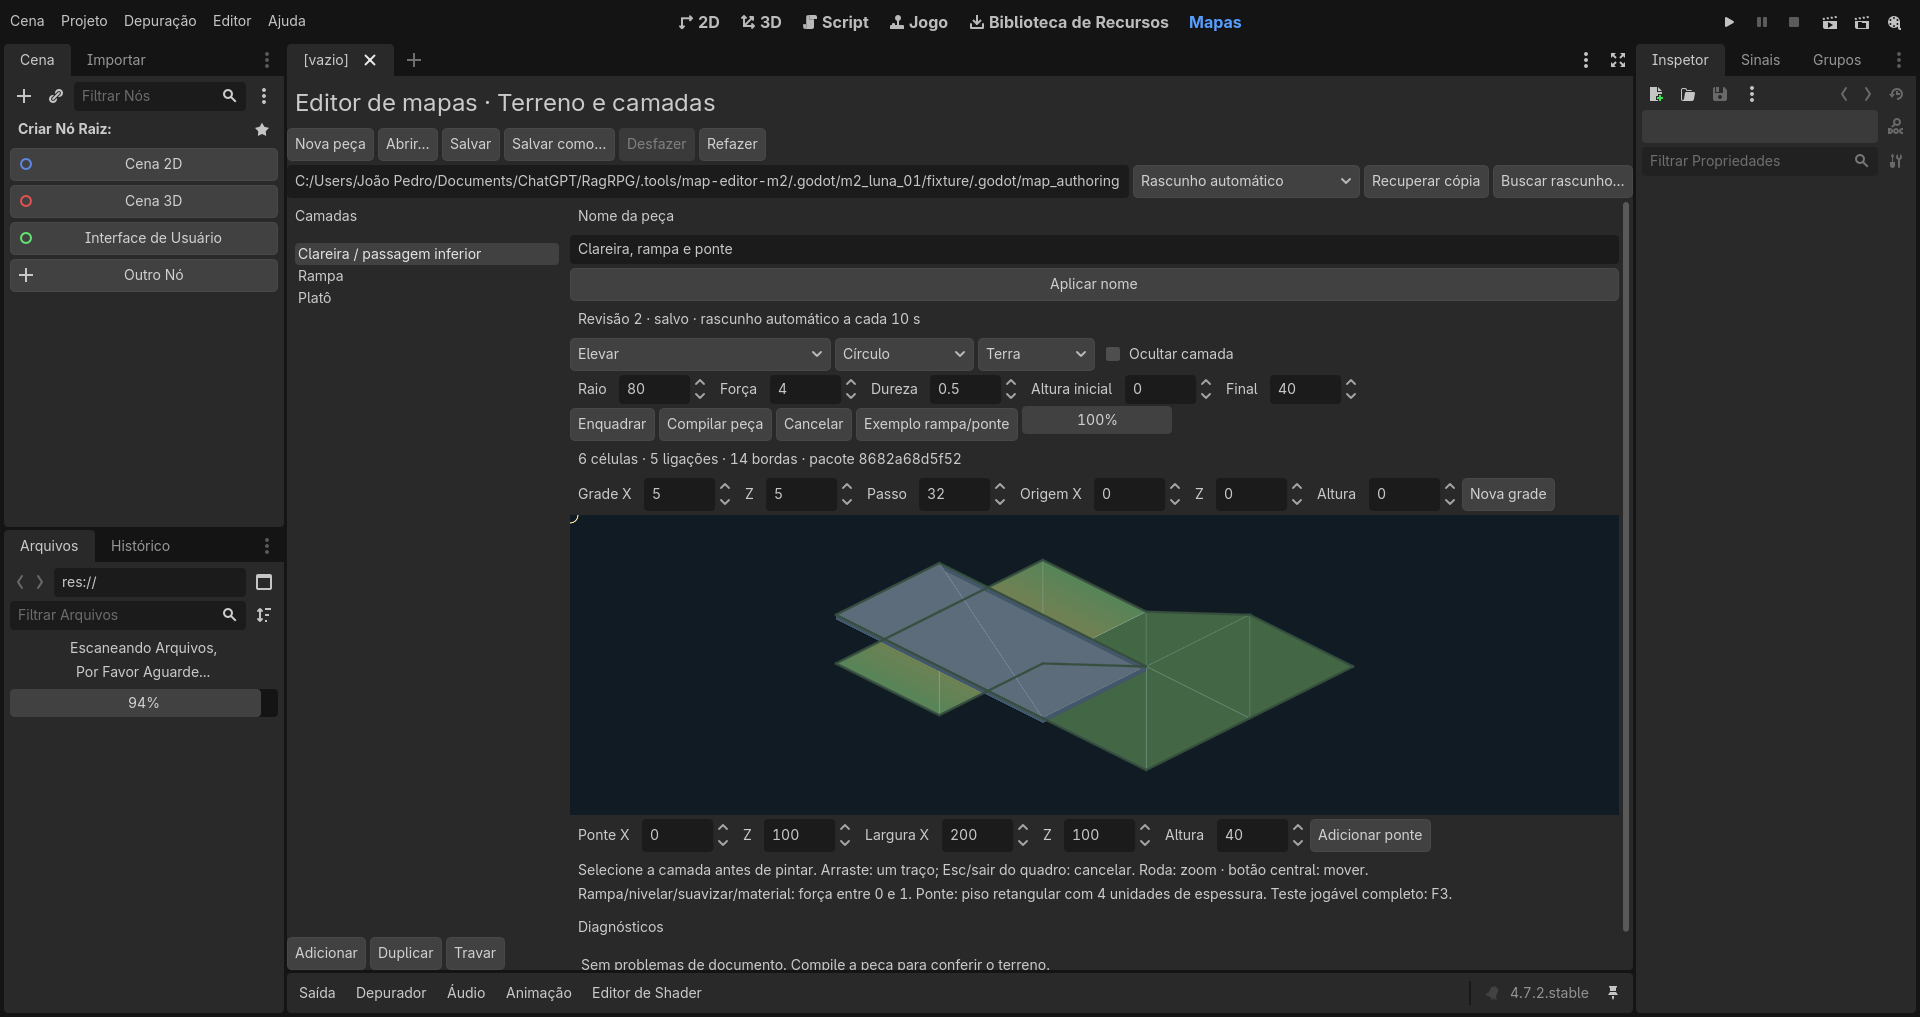 Cena Projeto Depuração Editor Ajuda
2D 3D Script Jogo Biblioteca de Recursos Mapas
Cena Importar
Filtrar Nós
Criar Nó Raiz:
Cena 2D
Cena 3D
Interface de Usuário
Outro Nó
Arquivos Histórico
res://
Filtrar Arquivos
Escaneando Arquivos,
Por Favor Aguarde...
94%
[vazio]
Editor de mapas · Terreno e camadas
Nova peça Abrir... Salvar Salvar como... Desfazer Refazer
C:/Users/João Pedro/Documents/ChatGPT/RagRPG/.tools/map-editor-m2/.godot/m2_luna_01/fixture/.godot/map_authoring Rascunho automático Recuperar cópia Buscar rascunho...
Camadas
Clareira / passagem inferior
Rampa
Platô
Adicionar Duplicar Travar
Nome da peça
Clareira, rampa e ponte
Aplicar nome
Revisão 2 · salvo · rascunho automático a cada 10 s
Elevar Círculo Terra Ocultar camada
Raio 80 Força 4 Dureza 0.5 Altura inicial 0 Final 40
Enquadrar Compilar peça Cancelar Exemplo rampa/ponte 100%
6 células · 5 ligações · 14 bordas · pacote 8682a68d5f52
Grade X 5 Z 5 Passo 32 Origem X 0 Z 0 Altura 0 Nova grade
Ponte X 0 Z 100 Largura X 200 Z 100 Altura 40 Adicionar ponte
Selecione a camada antes de pintar. Arraste: um traço; Esc/sair do quadro: cancelar. Roda: zoom · botão central: mover.
Rampa/nivelar/suavizar/material: força entre 0 e 1. Ponte: piso retangular com 4 unidades de espessura. Teste jogável completo: F3.
Diagnósticos
Sem problemas de documento. Compile a peça para conferir o terreno.
Saída Depurador Áudio Animação Editor de Shader 4.7.2.stable
Inspetor Sinais Grupos
Filtrar Propriedades
DOC